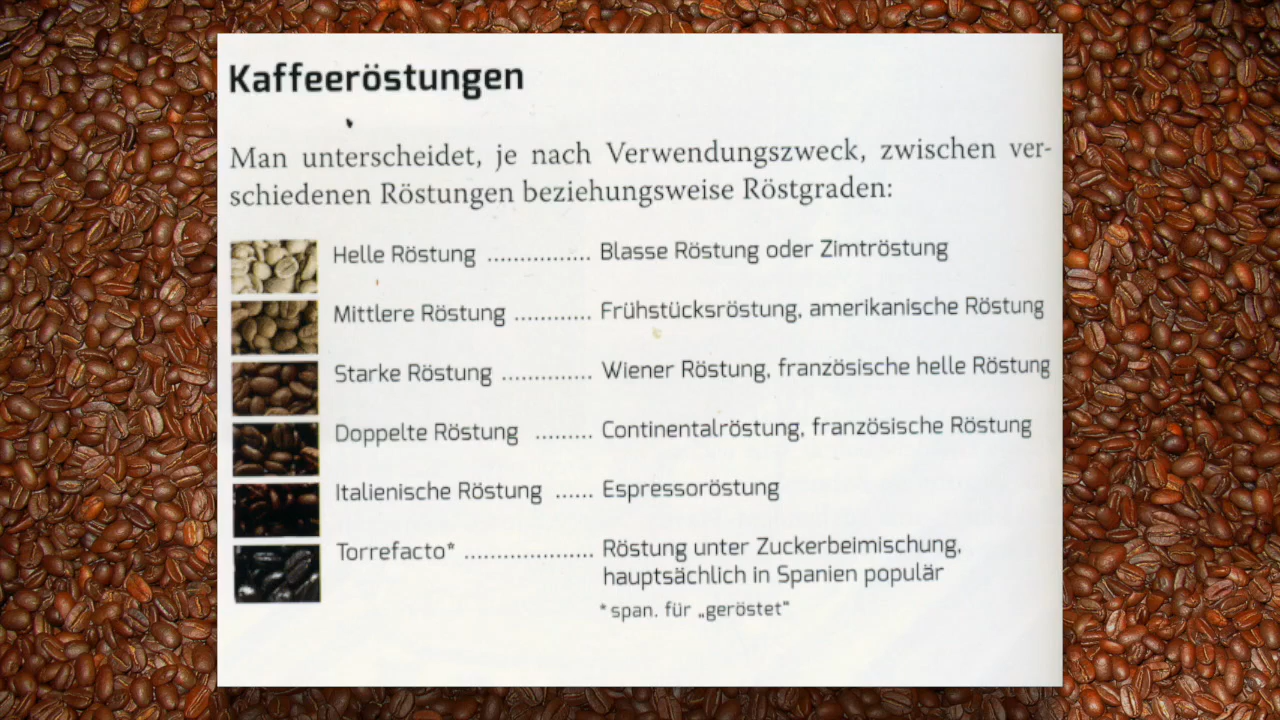 Kaffeeröstungen
Man unterscheidet, je nach Verwendungszweck, zwischen ver-
schiedenen Röstungen beziehungsweise Röstgraden:
Helle Röstung ................ Blasse Röstung oder Zimtröstung
Mittlere Röstung ............ Frühstücksröstung, amerikanische Röstung
Starke Röstung .............. Wiener Röstung, französische helle Röstung
Doppelte Röstung ......... Continentalröstung, französische Röstung
Italienische Röstung ...... Espressoröstung
Torrefacto* .................... Röstung unter Zuckerbeimischung,
hauptsächlich in Spanien populär
* span. für „geröstet"